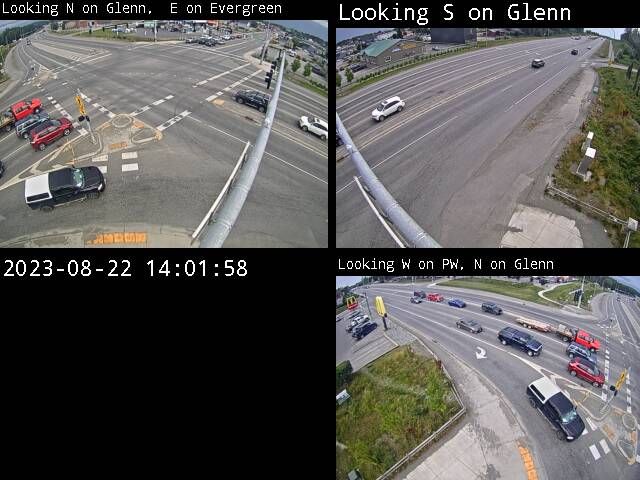 Looking N on Glenn,  E on Evergreen
Looking S on Glenn
2023-08-22 14:01:58
Looking W on PW, N on Glenn